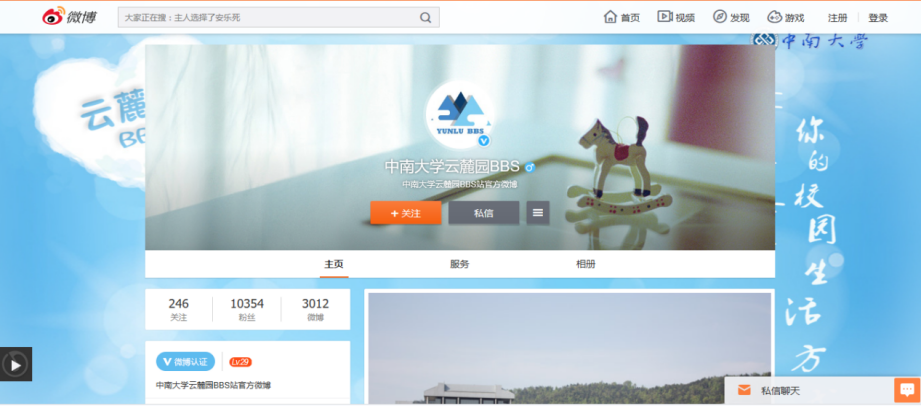 微博
大家正在搜：主人选择了安乐死
首页
视频
发现
游戏
注册
登录
中南大学
云麓
BBS
YUNLU BBS
中南大学云麓园BBS
中南大学云麓园BBS站官方微博
+ 关注
私信
主页
服务
相册
你的校园生活方
246
关注
10354
粉丝
3012
微博
微博认证
Lv.29
中南大学云麓园BBS站官方微博
私信聊天